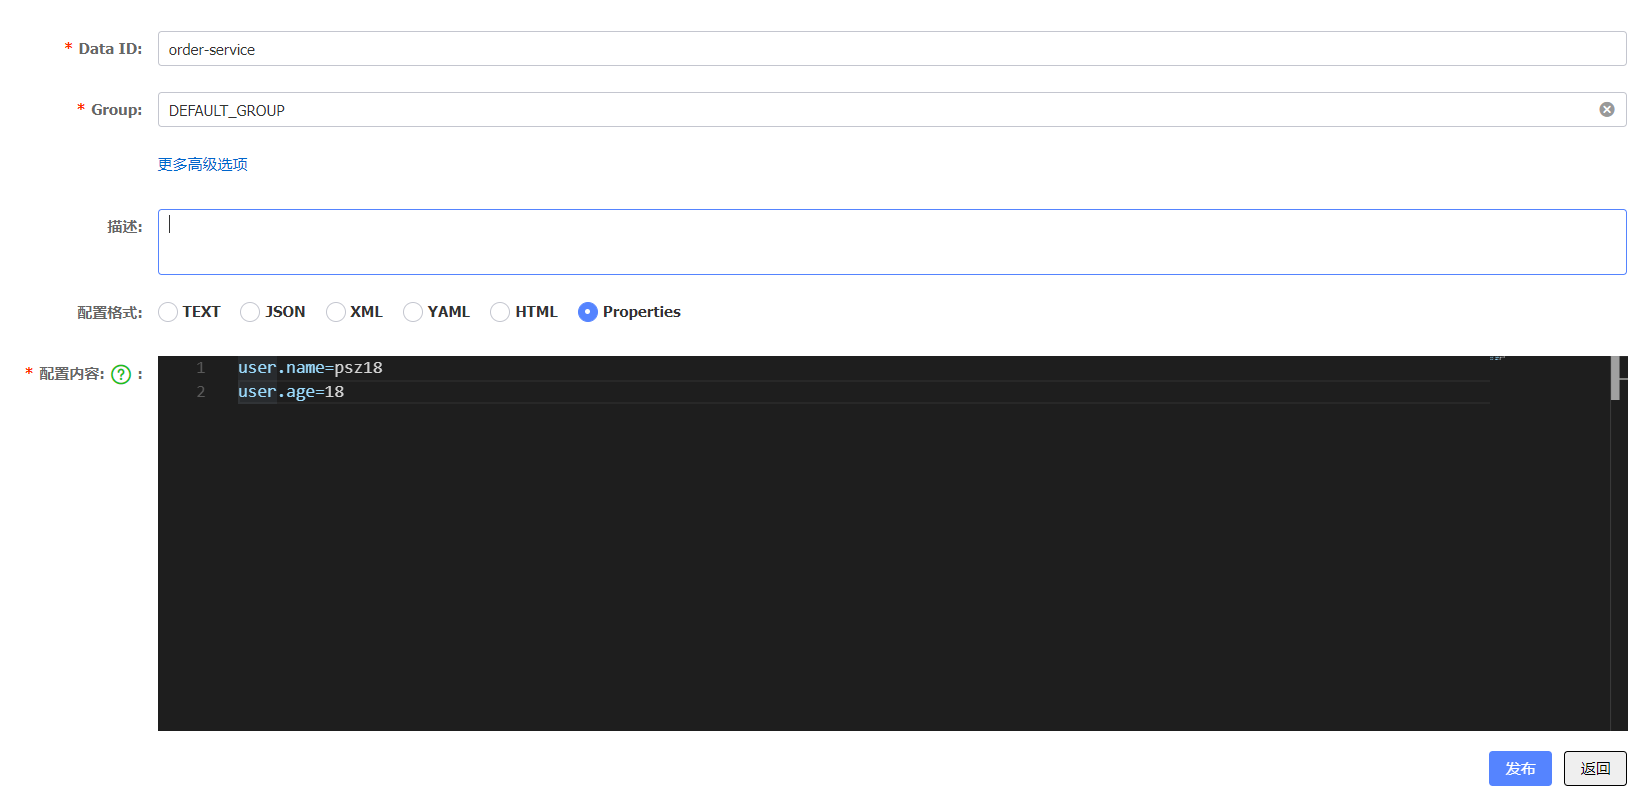 * Data ID: order-service
* Group: DEFAULT_GROUP
更多高级选项
描述:
配置格式: TEXT JSON XML YAML HTML Properties
* 配置内容: ? :
1 user.name=psz18
2 user.age=18
发布 返回